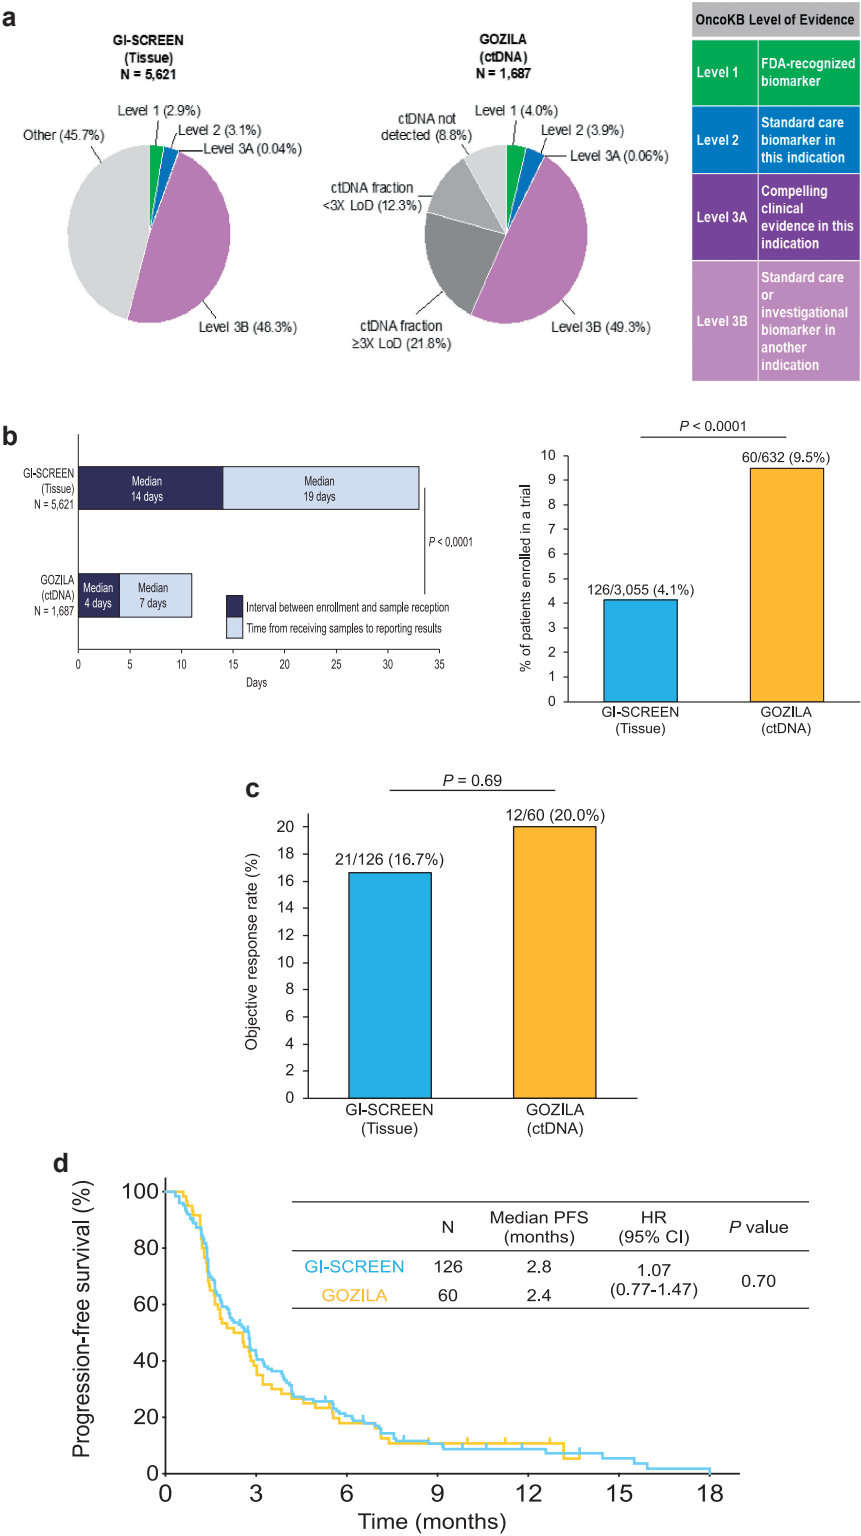 a
GI-SCREEN
(Tissue)
N = 5,621
Level 1 (2.9%)
Level 2 (3.1%)
Level 3A (0.04%)
Other (45.7%)
Level 3B (48.3%)
GOZILA
(ctDNA)
N = 1,687
ctDNA not
detected (8.8%)
Level 1 (4.0%)
Level 2 (3.9%)
Level 3A (0.06%)
ctDNA fraction
<3X LoD (12.3%)
ctDNA fraction
≥3X LoD (21.8%)
Level 3B (49.3%)
OncoKB Level of Evidence
Level 1
FDA-recognized
biomarker
Level 2
Standard care
biomarker in
this indication
Level 3A
Compelling
clinical
evidence in this
indication
Level 3B
Standard care
or
investigational
biomarker in
another
indication
b
GI-SCREEN
(Tissue)
N = 5,621
Median
14 days
Median
19 days
P < 0.0001
GOZILA
(ctDNA)
N = 1,687
Median
4 days
Median
7 days
Interval between enrollment and sample reception
Time from receiving samples to reporting results
0 5 10 15 20 25 30 35
Days
P < 0.0001
% of patients enrolled in a trial
10
9
8
7
6
5
4
3
2
1
0
126/3,055 (4.1%)
60/632 (9.5%)
GI-SCREEN
(Tissue)
GOZILA
(ctDNA)
c
P = 0.69
Objective response rate (%)
20
18
16
14
12
10
8
6
4
2
0
21/126 (16.7%)
12/60 (20.0%)
GI-SCREEN
(Tissue)
GOZILA
(ctDNA)
d
Progression-free survival (%)
100
80
60
40
20
0
N Median PFS (months) HR (95% CI) P value
GI-SCREEN 126 2.8 1.07 (0.77-1.47) 0.70
GOZILA 60 2.4
0 3 6 9 12 15 18
Time (months)